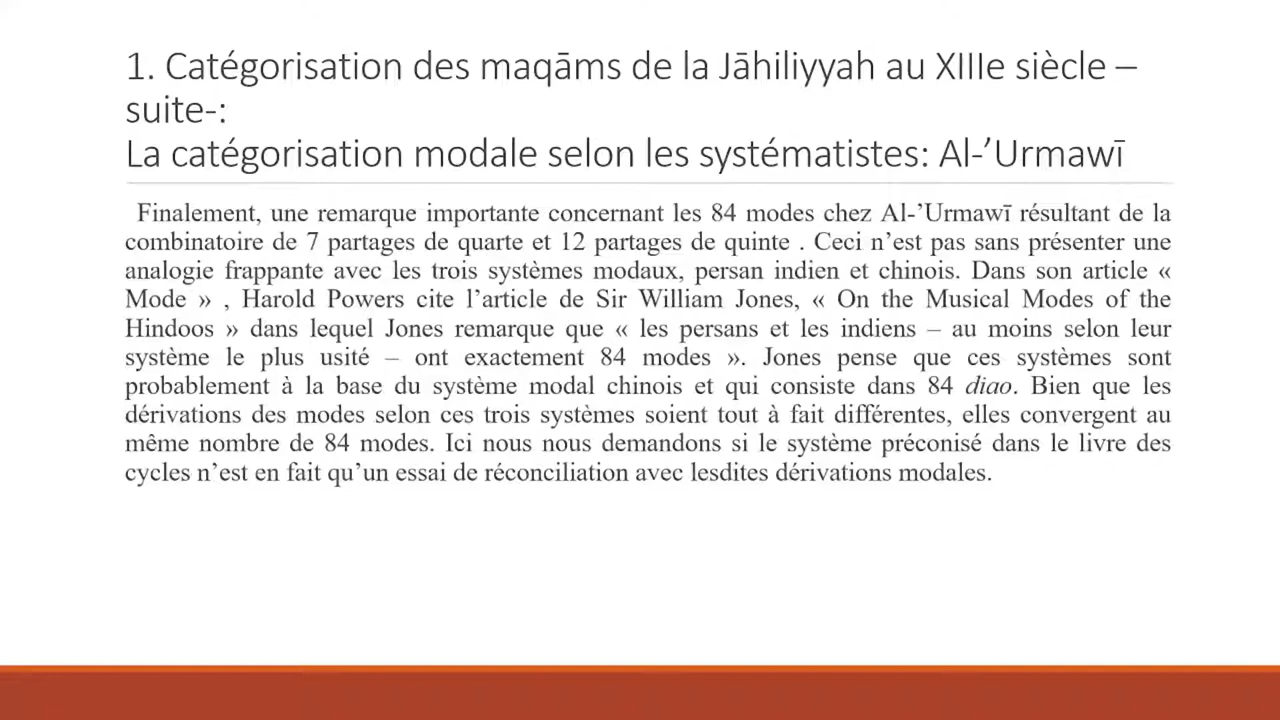 1. Catégorisation des maqāms de la Jāhiliyyah au XIIIe siècle –
suite-:
La catégorisation modale selon les systématistes: Al-’Urmawī
Finalement, une remarque importante concernant les 84 modes chez Al-’Urmawī résultant de la
combinatoire de 7 partages de quarte et 12 partages de quinte . Ceci n’est pas sans présenter une
analogie frappante avec les trois systèmes modaux, persan indien et chinois. Dans son article «
Mode » , Harold Powers cite l’article de Sir William Jones, « On the Musical Modes of the
Hindoos » dans lequel Jones remarque que « les persans et les indiens – au moins selon leur
système le plus usité – ont exactement 84 modes ». Jones pense que ces systèmes sont
probablement à la base du système modal chinois et qui consiste dans 84 diao. Bien que les
dérivations des modes selon ces trois systèmes soient tout à fait différentes, elles convergent au
même nombre de 84 modes. Ici nous nous demandons si le système préconisé dans le livre des
cycles n’est en fait qu’un essai de réconciliation avec lesdites dérivations modales.